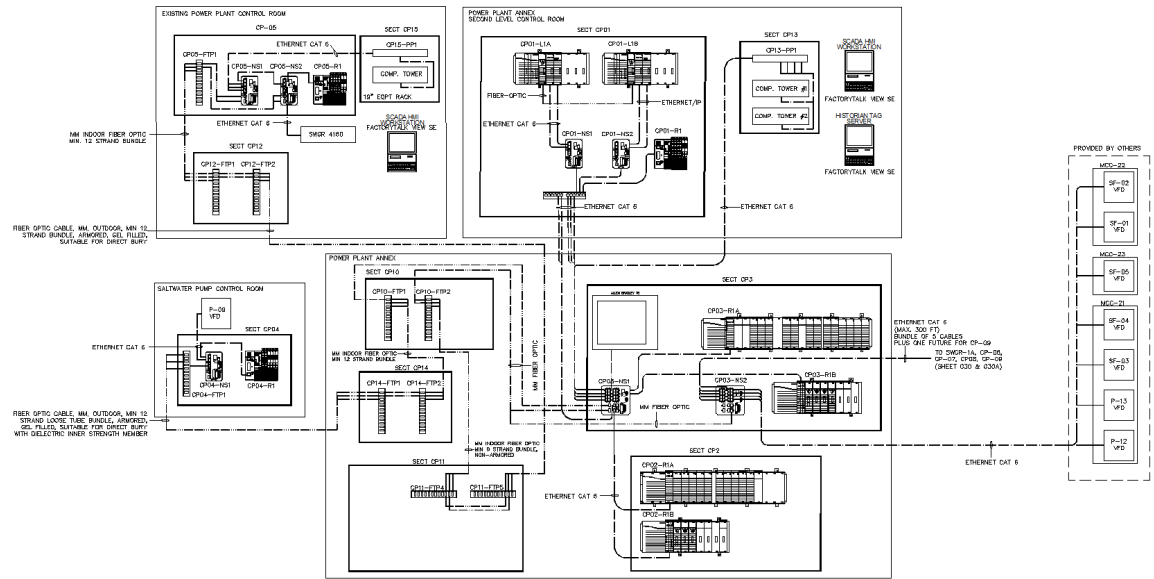 EXISTING POWER PLANT CONTROL ROOM
CP-05
ETHERNET CAT 6
SECT CP15
CP05-FTP1
CP05-NS1
CP05-NS2
CP05-R1
CP15-PP1
COMP. TOWER
19" EQPT RACK
ETHERNET CAT 6
SWGR 4160
SCADA HMI
WORKSTATION
FACTORYTALK VIEW SE
MM INDOOR FIBER OPTIC
MIN. 12 STRAND BUNDLE
SECT CP12
CP12-FTP1
CP12-FTP2
FIBER OPTIC CABLE, MM, OUTDOOR, MIN 12
STRAND BUNDLE, ARMORED, GEL FILLED,
SUITABLE FOR DIRECT BURY
POWER PLANT ANNEX
SECOND LEVEL CONTROL ROOM
SECT CP01
CP01-L1A
CP01-L1B
FIBER-OPTIC
ETHERNET/IP
ETHERNET CAT 6
CP01-NS1
CP01-NS2
CP01-R1
ETHERNET CAT 6
SECT CP13
CP13-PP1
COMP. TOWER #1
COMP. TOWER #2
SCADA HMI
WORKSTATION
FACTORYTALK VIEW SE
HISTORIAN TAG
SERVER
FACTORYTALK VIEW SE
ETHERNET CAT 6
PROVIDED BY OTHERS
MCC-22
SF-02
VFD
SF-01
VFD
MCC-23
SF-05
VFD
MCC-21
SF-04
VFD
SF-03
VFD
P-13
VFD
P-12
VFD
SALTWATER PUMP CONTROL ROOM
P-09
VFD
SECT CP04
ETHERNET CAT 6
CP04-NS1
CP04-R1
CP04-FTP1
FIBER OPTIC CABLE, MM, OUTDOOR, MIN 12
STRAND LOOSE TUBE BUNDLE, ARMORED,
GEL FILLED, SUITABLE FOR DIRECT BURY
WITH DIELECTRIC INNER STRENGTH MEMBER
POWER PLANT ANNEX
SECT CP10
CP10-FTP1
CP10-FTP2
MM INDOOR FIBER OPTIC
MIN 12 STRAND BUNDLE
SECT CP14
CP14-FTP1
CP14-FTP2
MM FIBER OPTIC
MM INDOOR FIBER OPTIC
MIN 9 STRAND BUNDLE,
NON-ARMORED
SECT CP11
CP11-FTP4
CP11-FTP5
SECT CP3
CP03-R1A
CP03-R1B
CP03-NS1
CP03-NS2
MM FIBER OPTIC
ETHERNET CAT 6
(MAX. 300 FT)
BUNDLE OF 5 CABLES
PLUS ONE FUTURE FOR CP-09
TO SWGR-1A, CP-06,
CP-07, CP08, CP-09
(SHEET 030 & 030A)
ETHERNET CAT 6
SECT CP2
CP02-R1A
ETHERNET CAT 6
CP02-R1B